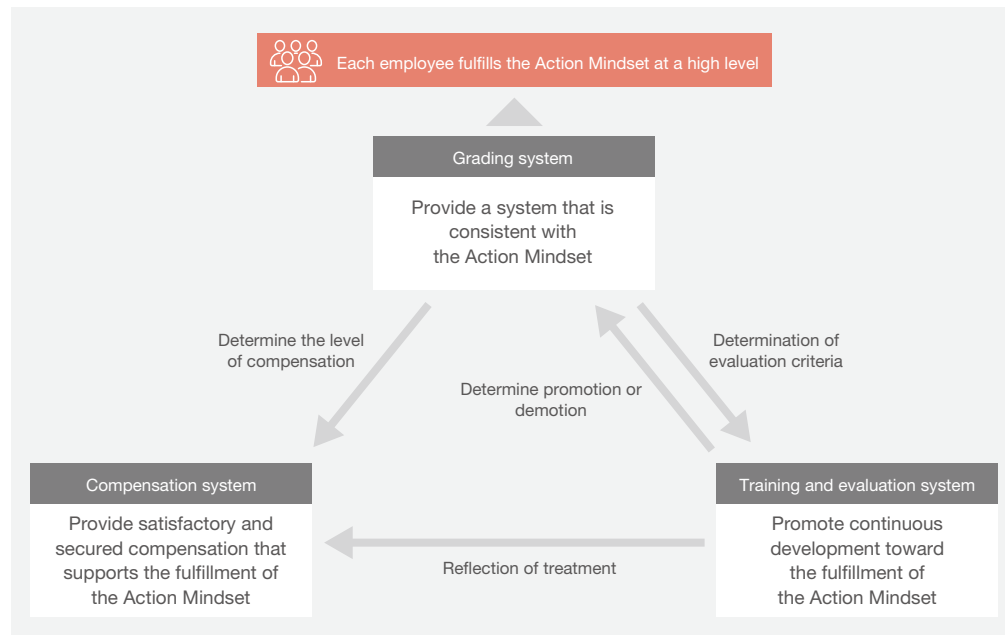 Each employee fulfills the Action Mindset at a high level
Grading system
Provide a system that is
consistent with
the Action Mindset
Determine the level
of compensation
Determination of
evaluation criteria
Determine promotion or
demotion
Compensation system
Provide satisfactory and
secured compensation that
supports the fulfillment of
the Action Mindset
Reflection of treatment
Training and evaluation system
Promote continuous
development toward
the fulfillment of
the Action Mindset